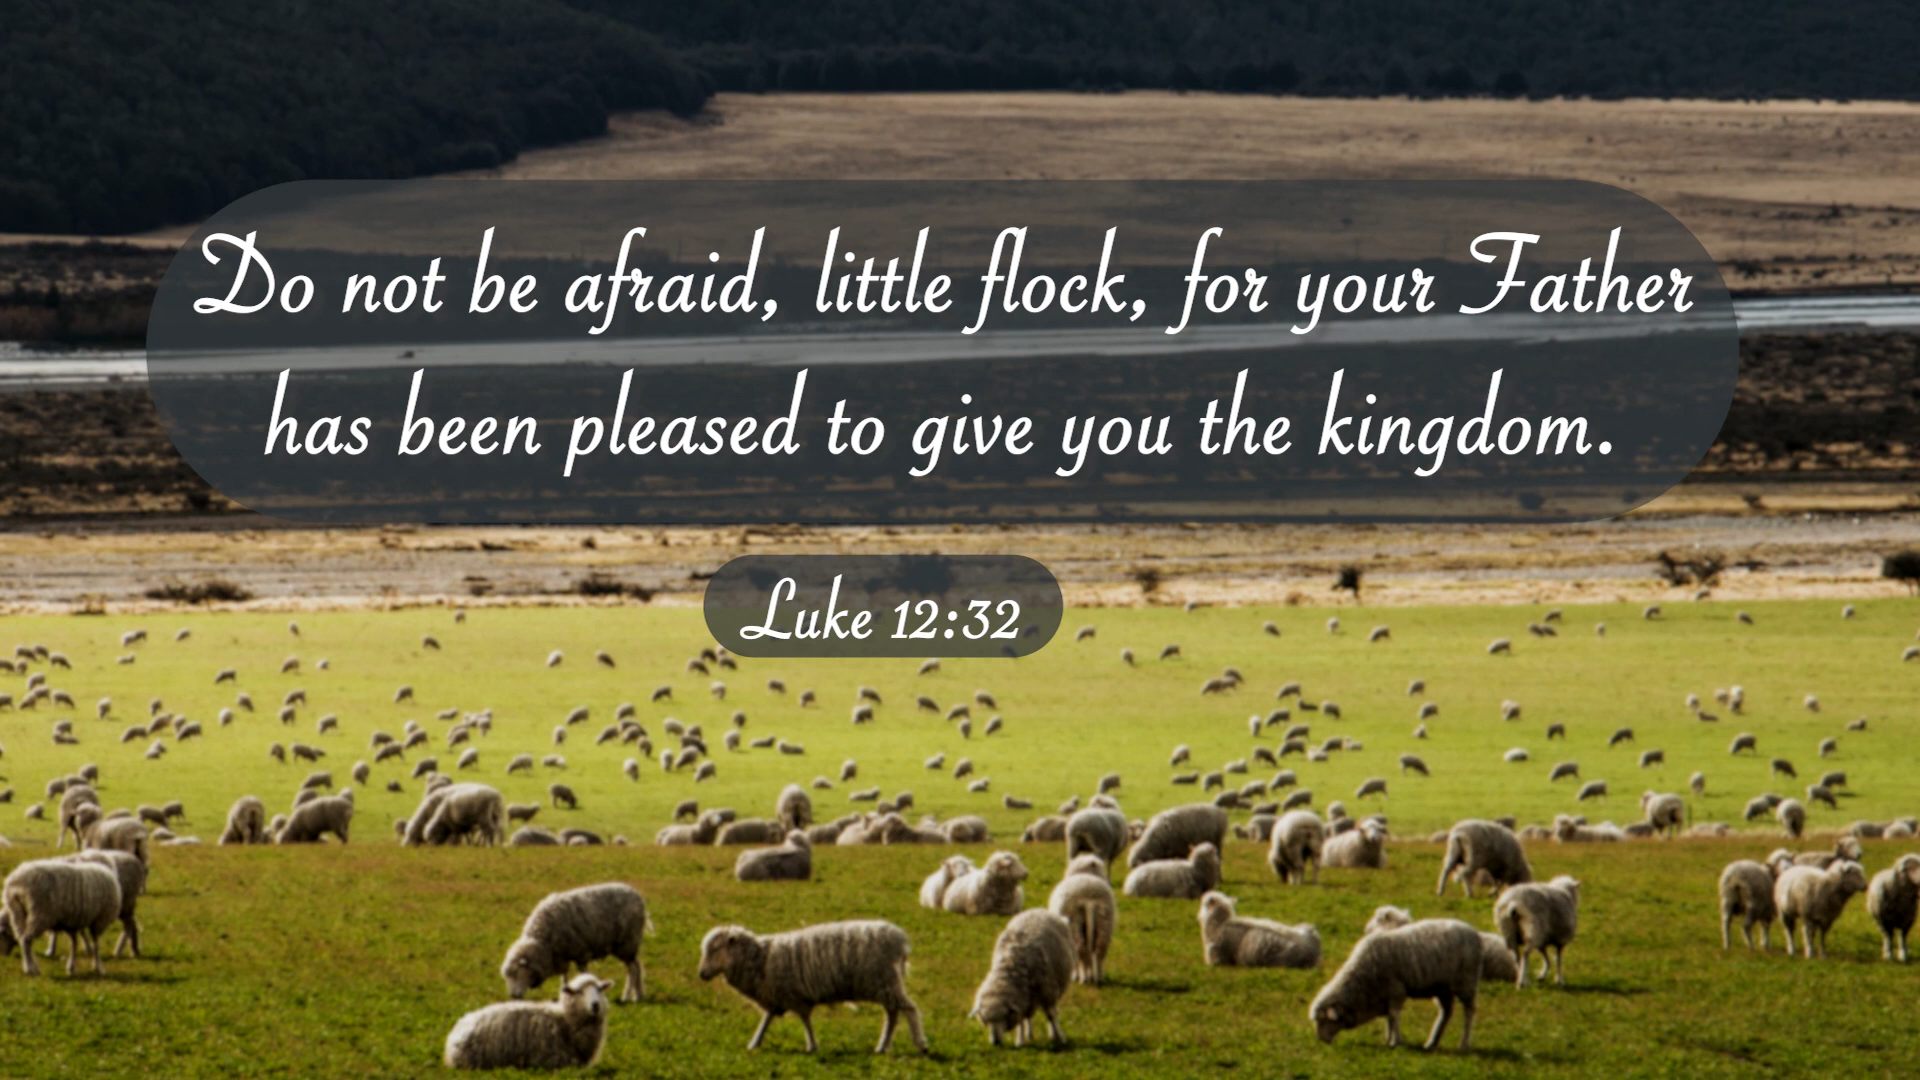 Do not be afraid, little flock, for your Father
has been pleased to give you the kingdom.
Luke 12:32